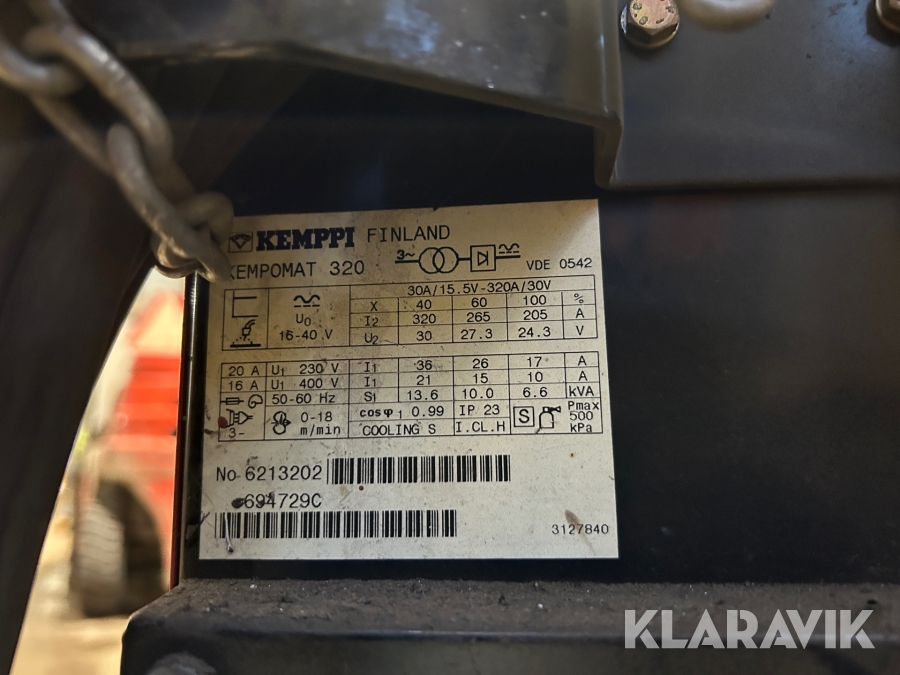 KEMPPI FINLAND
KEMPOMAT 320
3~
VDE 0542
30A/15.5V-320A/30V
X 40 60 100 %
U0 I2 320 265 205 A
16-40 V U2 30 27.3 24.3 V
20 A U1 230 V I1 36 26 17 A
16 A U1 400 V I1 21 15 10 A
50-60 Hz S1 13.6 10.0 6.6 kVA
3~ 0-18 m/min cosφ1 0.99 IP 23 S Pmax 500 kPa
COOLING S I.CL.H
No 6213202
694729C
3127840
KLARAVIK